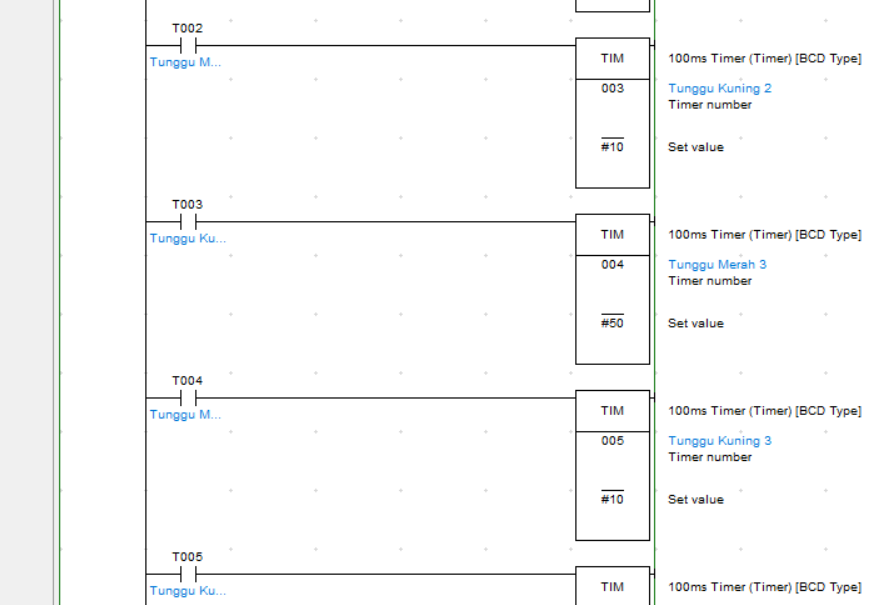 T002
Tunggu M...
TIM
100ms Timer (Timer) [BCD Type]
003
Tunggu Kuning 2
Timer number
#10
Set value
T003
Tunggu Ku...
TIM
100ms Timer (Timer) [BCD Type]
004
Tunggu Merah 3
Timer number
#50
Set value
T004
Tunggu M...
TIM
100ms Timer (Timer) [BCD Type]
005
Tunggu Kuning 3
Timer number
#10
Set value
T005
Tunggu Ku...
TIM
100ms Timer (Timer) [BCD Type]